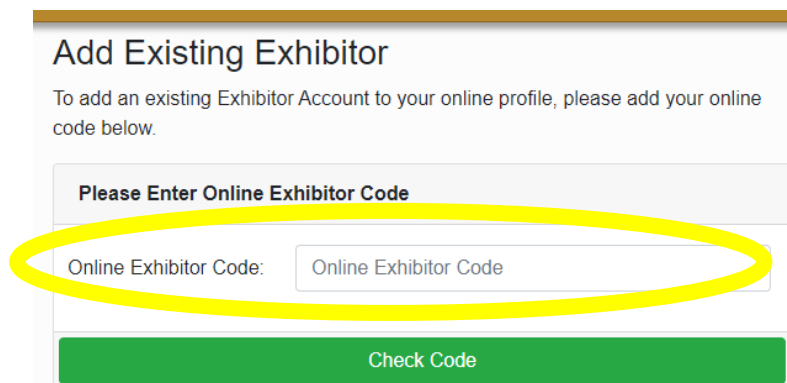 Add Existing Exhibitor
To add an existing Exhibitor Account to your online profile, please add your online
code below.
Please Enter Online Exhibitor Code
Online Exhibitor Code: Online Exhibitor Code
Check Code